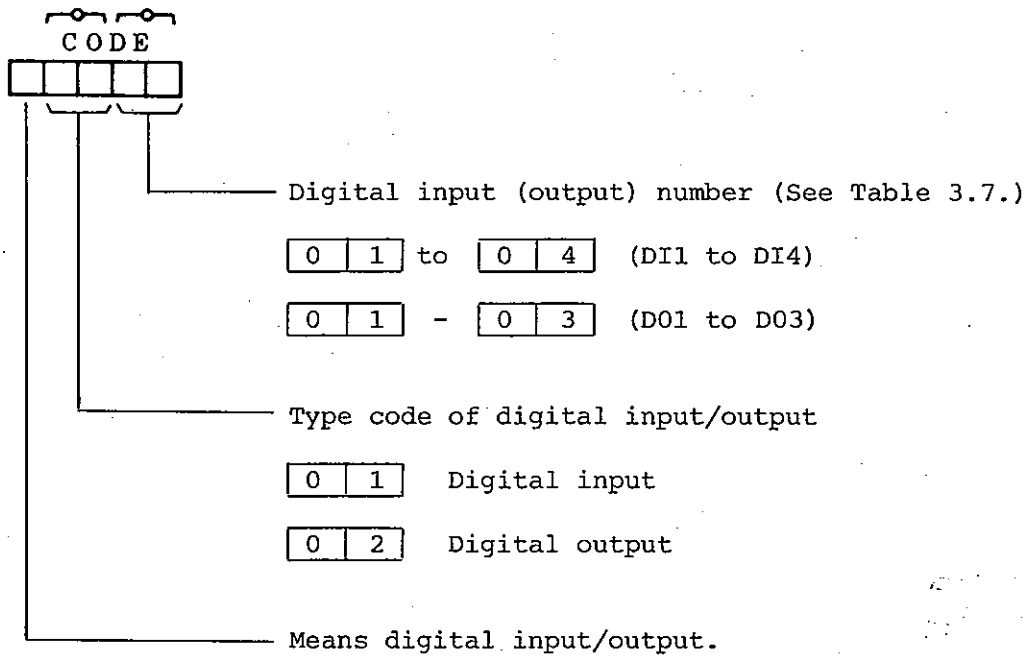 CODE
Digital input (output) number (See Table 3.7.)
0 1 to 0 4 (DI1 to DI4)
0 1 - 0 3 (DO1 to DO3)
Type code of digital input/output
0 1 Digital input
0 2 Digital output
Means digital input/output.